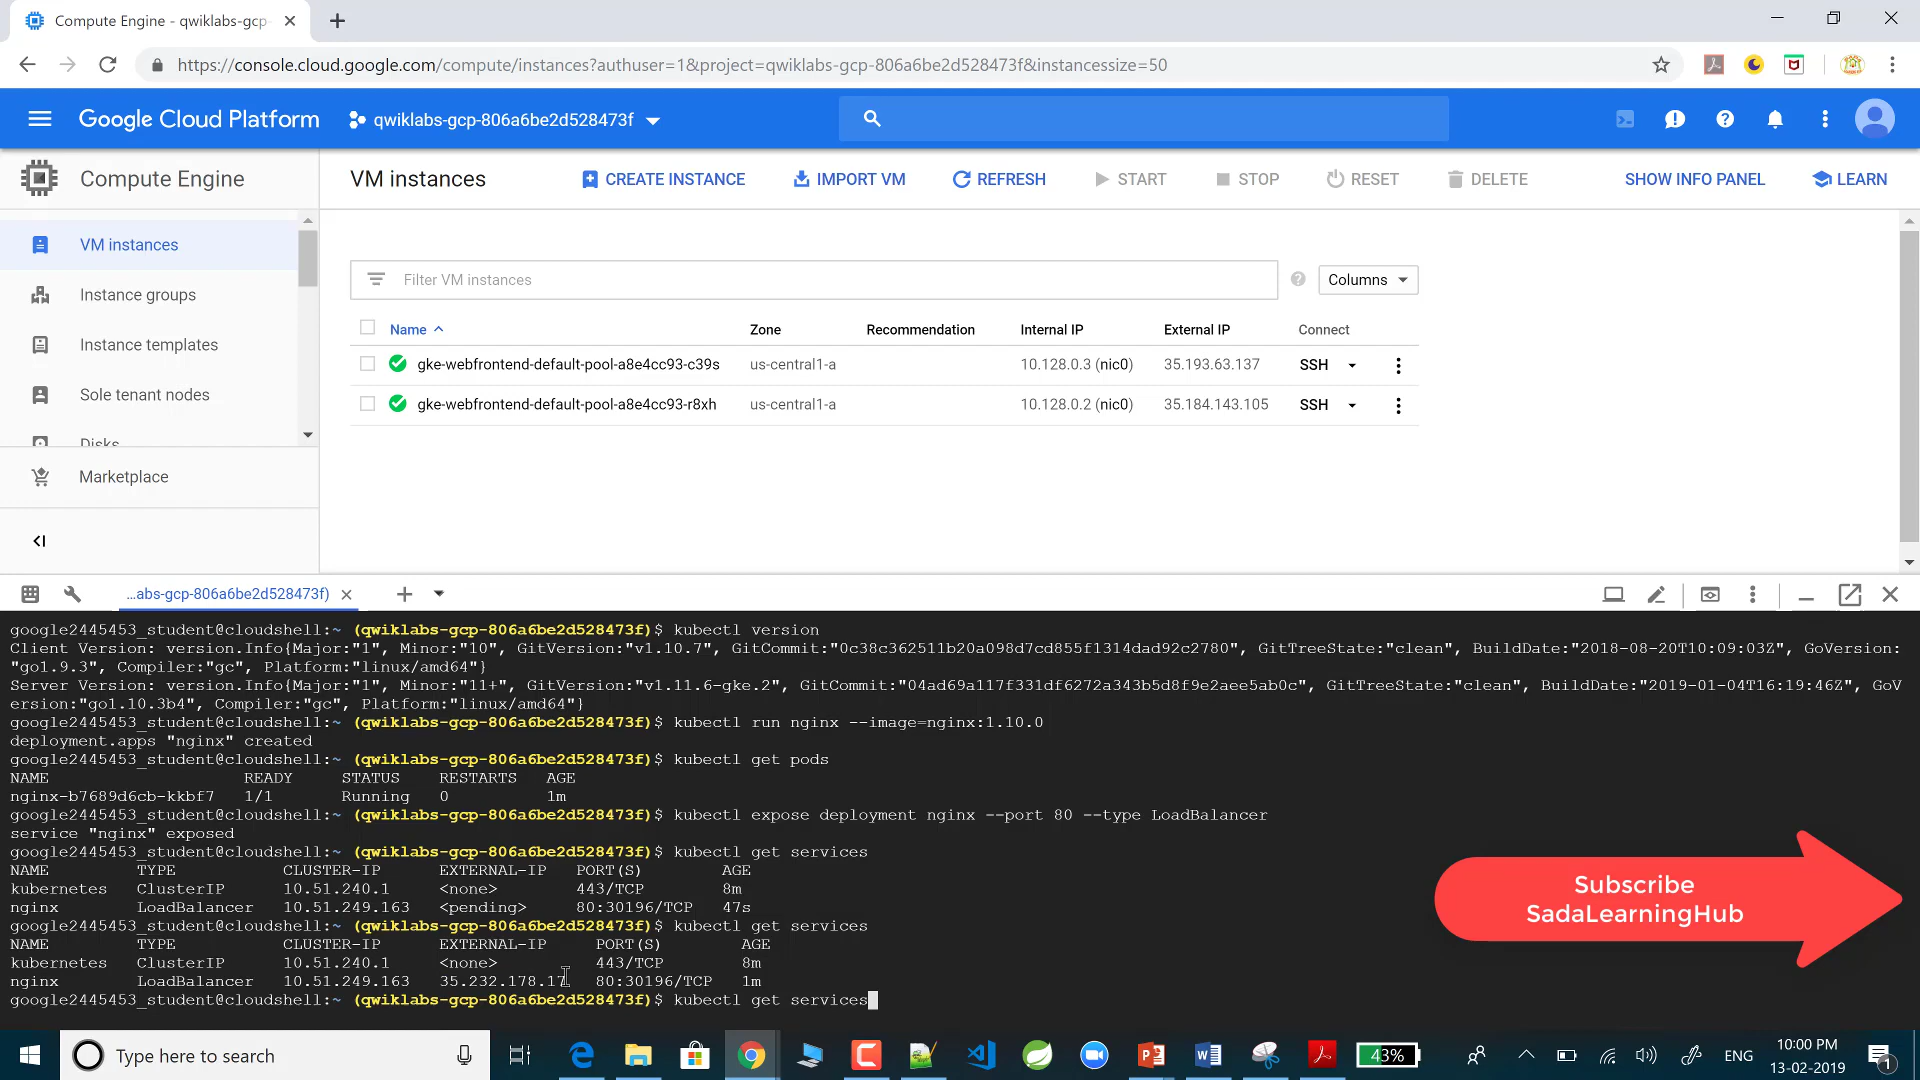 Compute Engine - qwiklabs-gcp-
https://console.cloud.google.com/compute/instances?authuser=1&project=qwiklabs-gcp-806a6be2d528473f&instancessize=50
Google Cloud Platform
qwiklabs-gcp-806a6be2d528473f
Compute Engine
VM instances
CREATE INSTANCE
IMPORT VM
REFRESH
START
STOP
RESET
DELETE
SHOW INFO PANEL
LEARN
VM instances
Instance groups
Instance templates
Sole tenant nodes
Disks
Marketplace
Filter VM instances
Columns
Name Zone Recommendation Internal IP External IP Connect
gke-webfrontend-default-pool-a8e4cc93-c39s us-central1-a 10.128.0.3 (nic0) 35.193.63.137 SSH
gke-webfrontend-default-pool-a8e4cc93-r8xh us-central1-a 10.128.0.2 (nic0) 35.184.143.105 SSH
...abs-gcp-806a6be2d528473f)
google2445453_student@cloudshell:~ (qwiklabs-gcp-806a6be2d528473f)$ kubectl version
Client Version: version.Info{Major:"1", Minor:"10", GitVersion:"v1.10.7", GitCommit:"0c38c362511b20a098d7cd855f1314dad92c2780", GitTreeState:"clean", BuildDate:"2018-08-20T10:09:03Z", GoVersion:
"go1.9.3", Compiler:"gc", Platform:"linux/amd64"}
Server Version: version.Info{Major:"1", Minor:"11+", GitVersion:"v1.11.6-gke.2", GitCommit:"04ad69a117f331df6272a343b5d8f9e2aee5ab0c", GitTreeState:"clean", BuildDate:"2019-01-04T16:19:46Z", GoV
ersion:"go1.10.3b4", Compiler:"gc", Platform:"linux/amd64"}
google2445453_student@cloudshell:~ (qwiklabs-gcp-806a6be2d528473f)$ kubectl run nginx --image=nginx:1.10.0
deployment.apps "nginx" created
google2445453_student@cloudshell:~ (qwiklabs-gcp-806a6be2d528473f)$ kubectl get pods
NAME READY STATUS RESTARTS AGE
nginx-b7689d6cb-kkbf7 1/1 Running 0 1m
google2445453_student@cloudshell:~ (qwiklabs-gcp-806a6be2d528473f)$ kubectl expose deployment nginx --port 80 --type LoadBalancer
service "nginx" exposed
google2445453_student@cloudshell:~ (qwiklabs-gcp-806a6be2d528473f)$ kubectl get services
NAME TYPE CLUSTER-IP EXTERNAL-IP PORT(S) AGE
kubernetes ClusterIP 10.51.240.1 <none> 443/TCP 8m
nginx LoadBalancer 10.51.249.163 <pending> 80:30196/TCP 47s
google2445453_student@cloudshell:~ (qwiklabs-gcp-806a6be2d528473f)$ kubectl get services
NAME TYPE CLUSTER-IP EXTERNAL-IP PORT(S) AGE
kubernetes ClusterIP 10.51.240.1 <none> 443/TCP 8m
nginx LoadBalancer 10.51.249.163 35.232.178.17 80:30196/TCP 1m
google2445453_student@cloudshell:~ (qwiklabs-gcp-806a6be2d528473f)$ kubectl get services
Subscribe
SadaLearningHub
Type here to search
43%
ENG
10:00 PM
13-02-2019
1